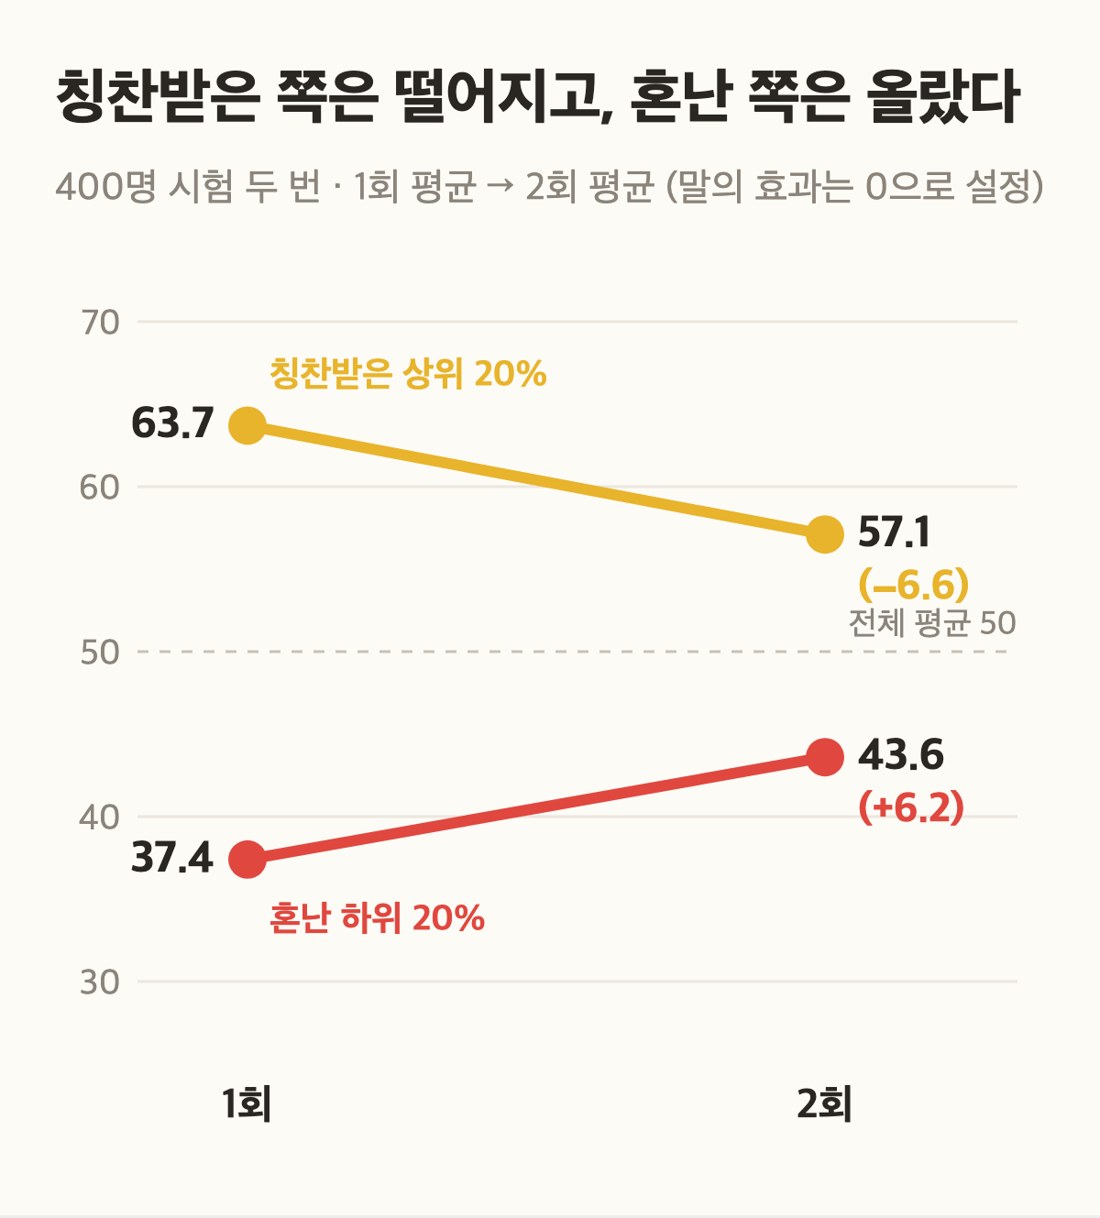 칭찬받은 쪽은 떨어지고, 혼난 쪽은 올랐다
400명 시험 두 번 · 1회 평균 → 2회 평균 (말의 효과는 0으로 설정)
70
칭찬받은 상위 20%
63.7
60
57.1
(–6.6)
전체 평균 50
50
43.6
(+6.2)
40
37.4
혼난 하위 20%
30
1회
2회